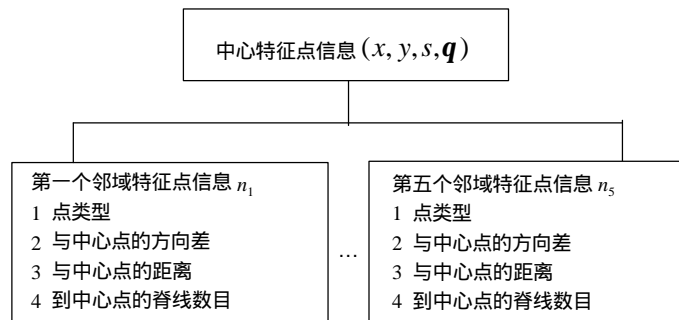 中心特征点信息 (x, y, s, q)
第一个邻域特征点信息 n₁
1 点类型
2 与中心点的方向差
3 与中心点的距离
4 到中心点的脊线数目
…
第五个邻域特征点信息 n₅
1 点类型
2 与中心点的方向差
3 与中心点的距离
4 到中心点的脊线数目